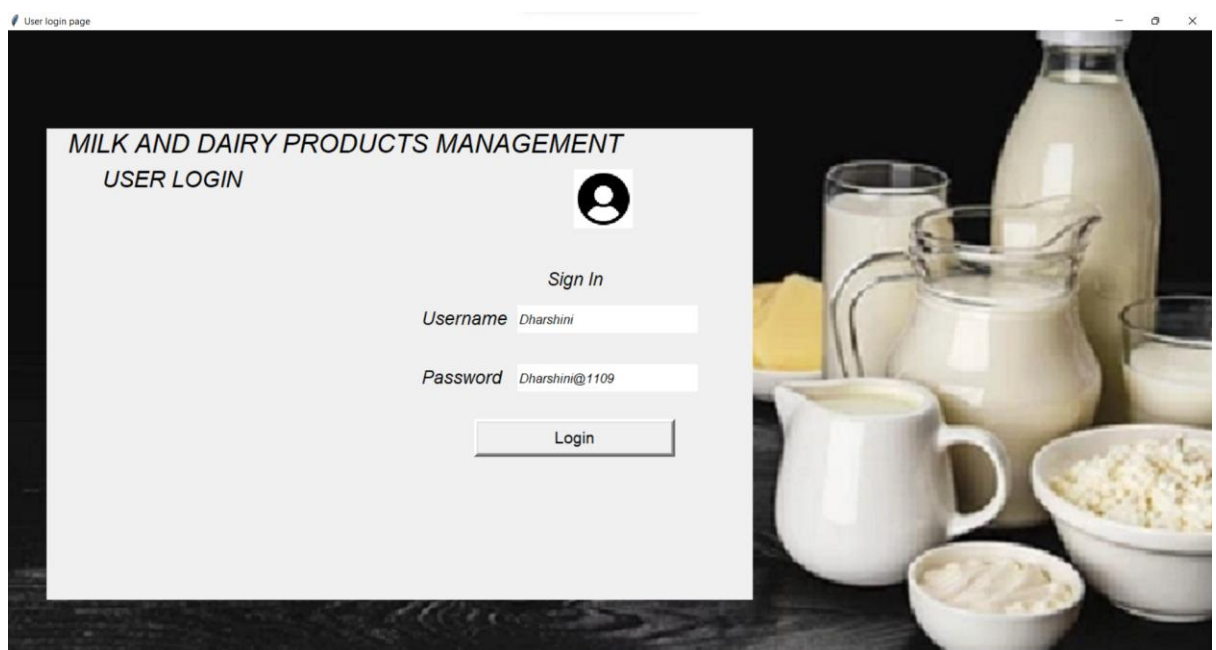 User login page
MILK AND DAIRY PRODUCTS MANAGEMENT
USER LOGIN
Sign In
Username Dharshini
Password Dharshini@1109
Login